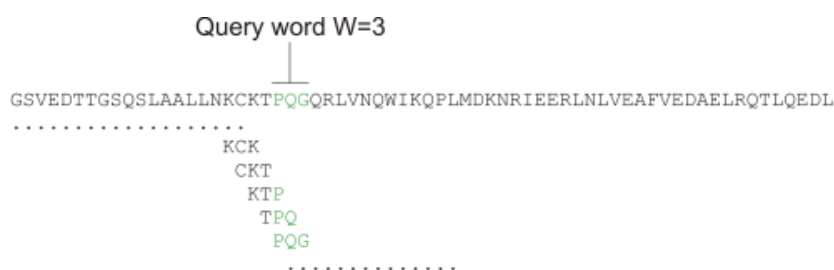 Query word W=3
GSVEDTTGSQSLAALLNKCKTPQGQRLVNQWIKQPLMDKNRIEERLNLVEAFVEDAELRQTLQEDL
...................
KCK
CKT
KTP
TPQ
PQG
..............